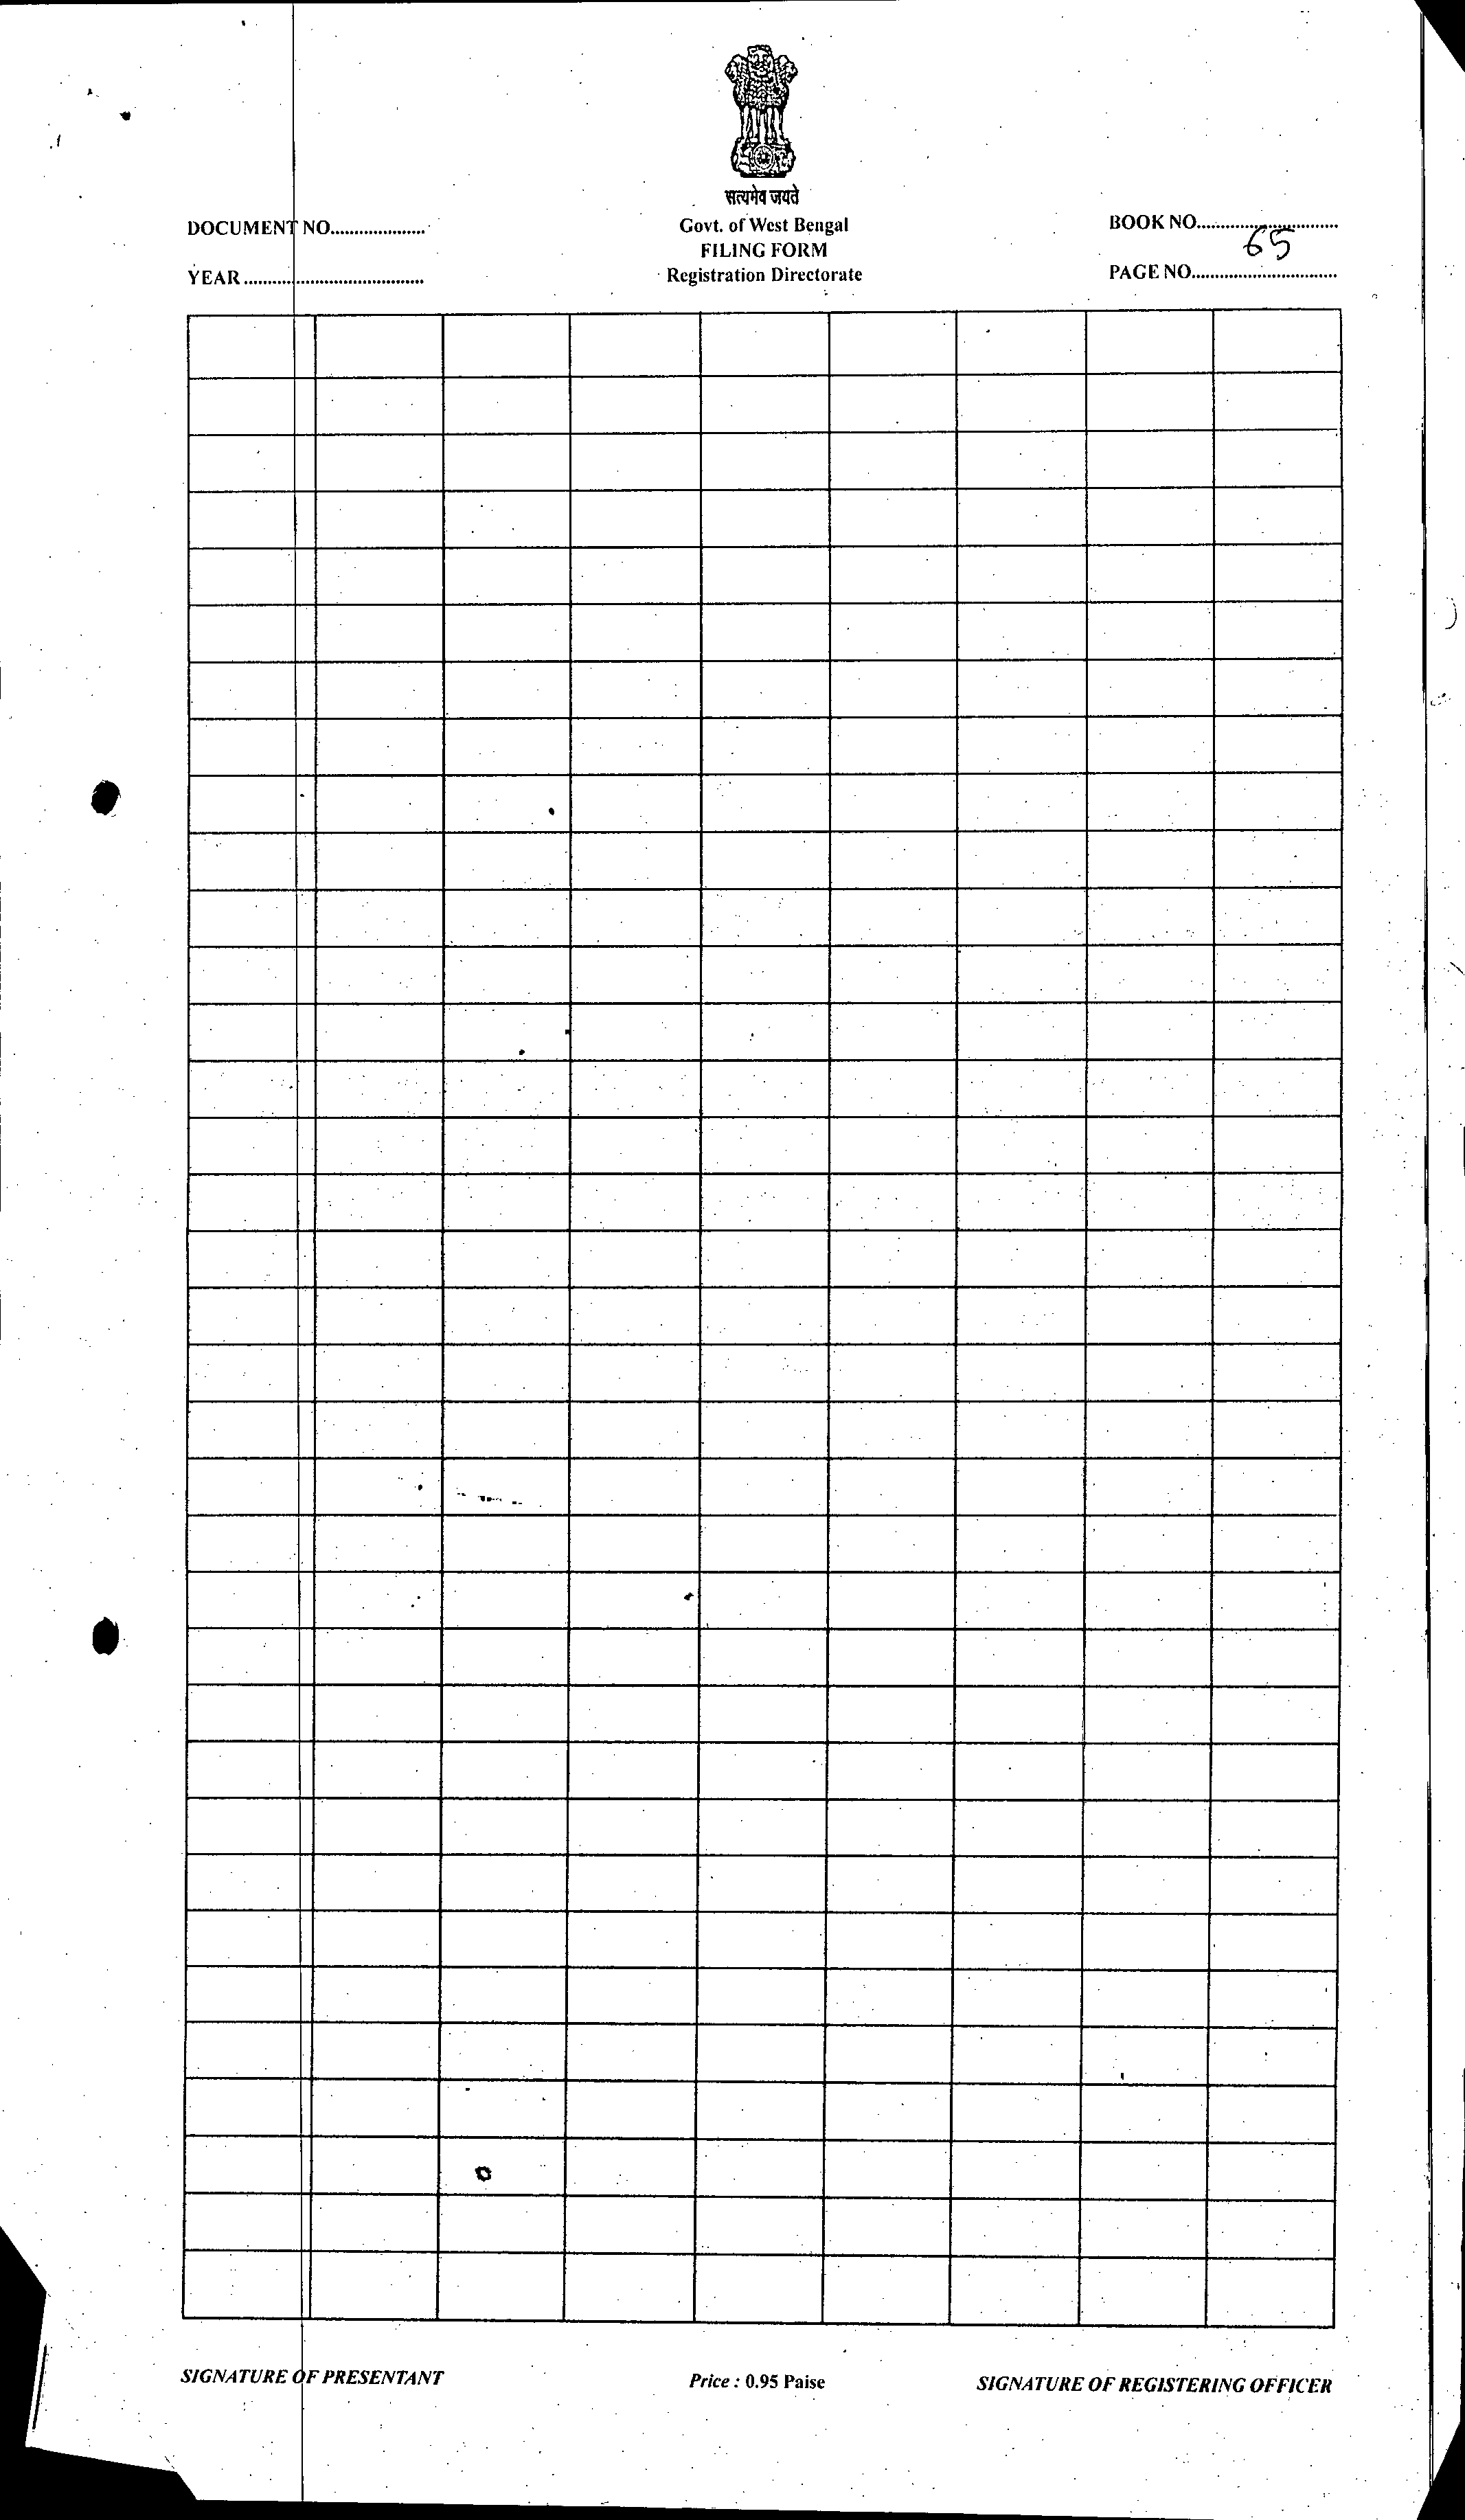 सत्यमेव जयते
DOCUMENT NO....................
Govt. of West Bengal
BOOK NO..............................
FILING FORM
65
YEAR ......................................
Registration Directorate
PAGE NO...............................
SIGNATURE OF PRESENTANT
Price : 0.95 Paise
SIGNATURE OF REGISTERING OFFICER